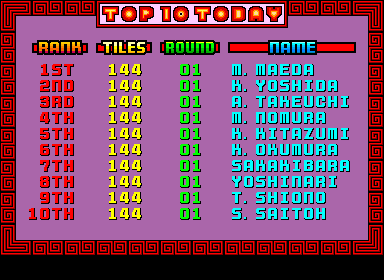 TOP 10 TODAY
RANK TILES ROUND NAME
1ST 144 01 M. MAEDA
2ND 144 01 K. YOSHIDA
3RD 144 01 A. TAKEUCHI
4TH 144 01 M. NOMURA
5TH 144 01 K. KITAZUMI
6TH 144 01 K. OKUMURA
7TH 144 01 SAKAKIBARA
8TH 144 01 YOSHINARI
9TH 144 01 T. SHIONO
10TH 144 01 S. SAITOH